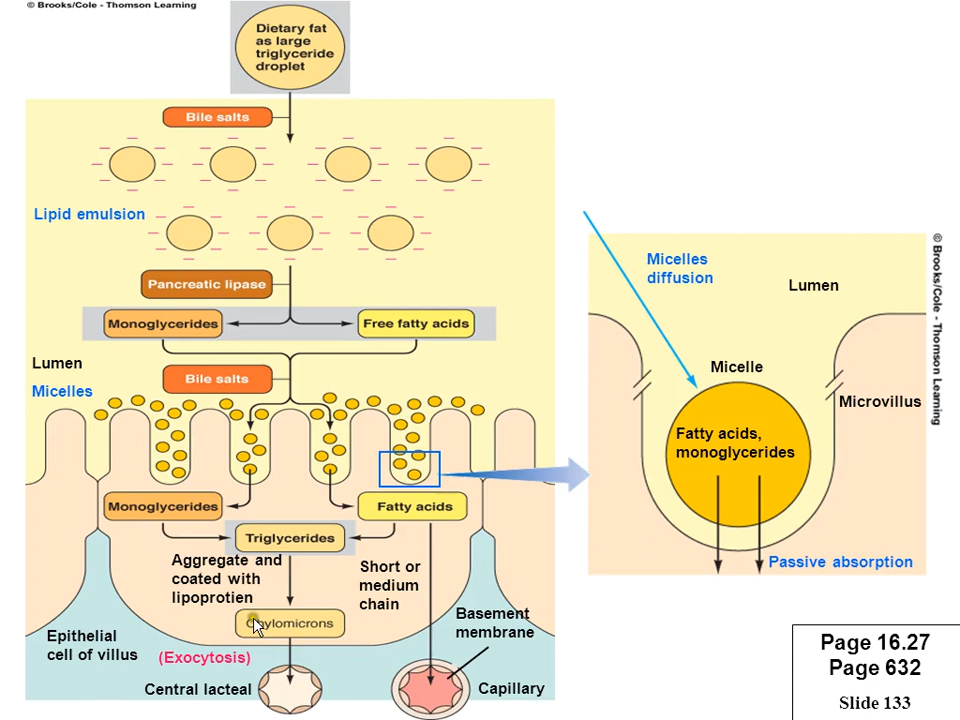 © Brooks/Cole - Thomson Learning
Dietary fat
as large
triglyceride
droplet
Bile salts
Lipid emulsion
Pancreatic lipase
Monoglycerides
Free fatty acids
Lumen
Bile salts
Micelles
Monoglycerides
Fatty acids
Triglycerides
Aggregate and
coated with
lipoprotien
Short or
medium
chain
Chylomicrons
Basement
membrane
Epithelial
cell of villus
(Exocytosis)
Central lacteal
Capillary
Micelles
diffusion
Lumen
Micelle
Microvillus
Fatty acids,
monoglycerides
Passive absorption
© Brooks/Cole - Thomson Learning
Page 16.27
Page 632
Slide 133